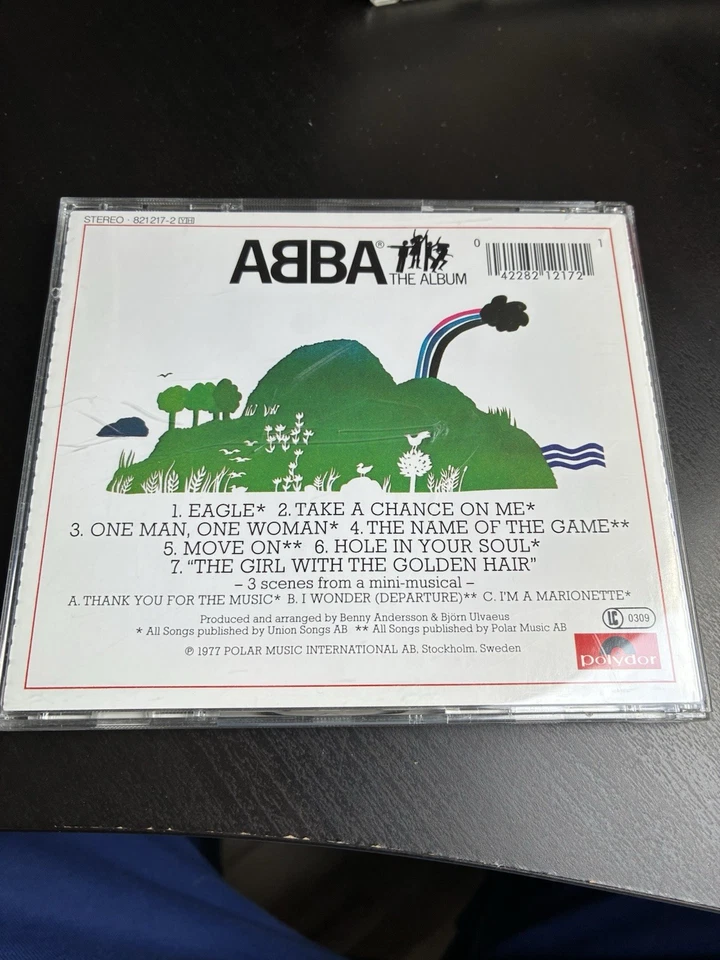 STEREO · 821 217-2 YH
ABBA®
THE ALBUM
0 42282 12172 1
1. EAGLE* 2. TAKE A CHANCE ON ME*
3. ONE MAN, ONE WOMAN* 4. THE NAME OF THE GAME**
5. MOVE ON** 6. HOLE IN YOUR SOUL*
7. “THE GIRL WITH THE GOLDEN HAIR”
– 3 scenes from a mini-musical –
A. THANK YOU FOR THE MUSIC* B. I WONDER (DEPARTURE)** C. I'M A MARIONETTE*
Produced and arranged by Benny Andersson & Björn Ulvaeus
* All Songs published by Union Songs AB ** All Songs published by Polar Music AB
LC 0309
℗ 1977 POLAR MUSIC INTERNATIONAL AB, Stockholm, Sweden
polydor